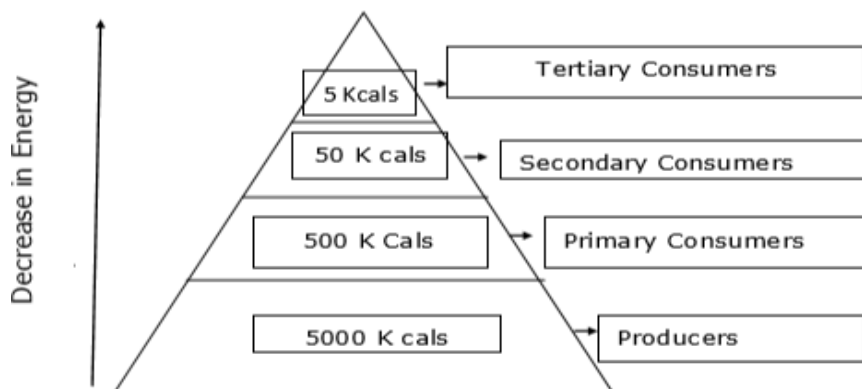 Decrease in Energy
5 Kcals
Tertiary Consumers
50 K cals
Secondary Consumers
500 K Cals
Primary Consumers
5000 K cals
Producers